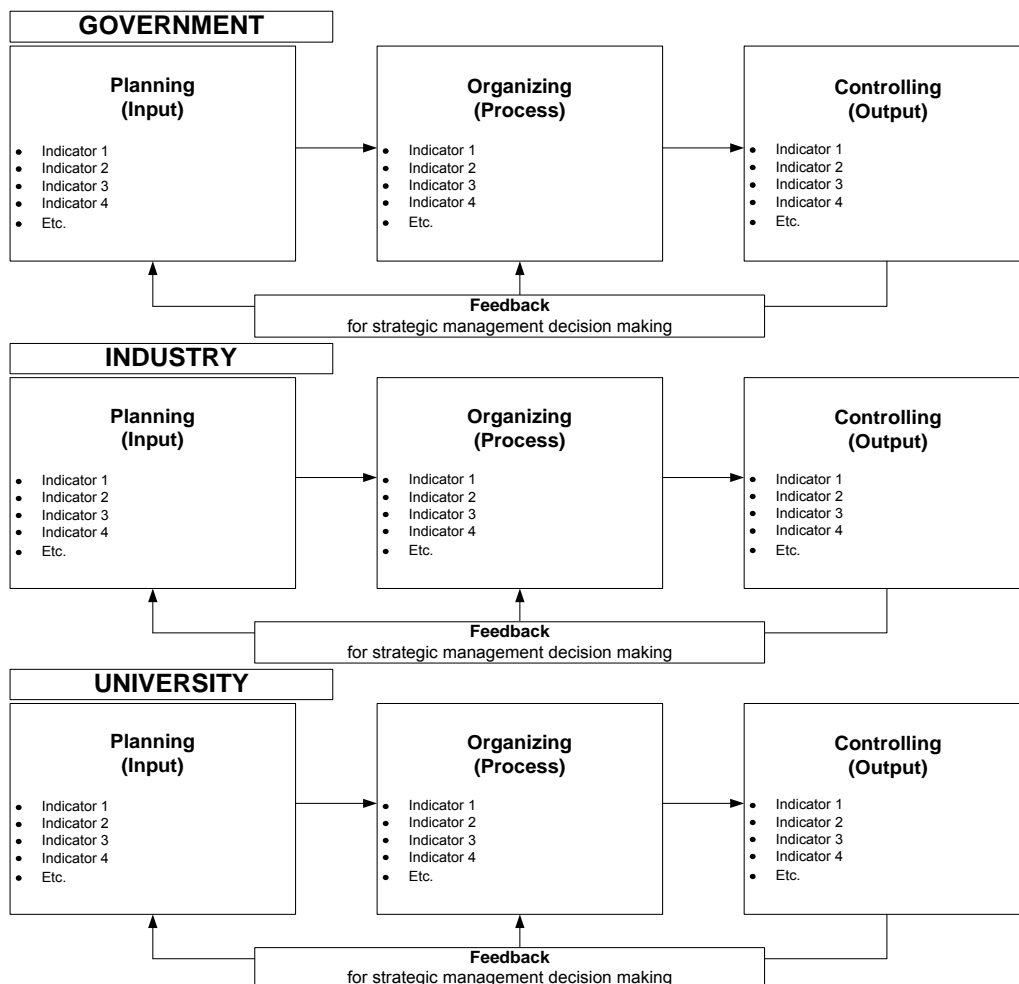 GOVERNMENT
Planning
(Input)
• Indicator 1
• Indicator 2
• Indicator 3
• Indicator 4
• Etc.
Organizing
(Process)
• Indicator 1
• Indicator 2
• Indicator 3
• Indicator 4
• Etc.
Controlling
(Output)
• Indicator 1
• Indicator 2
• Indicator 3
• Indicator 4
• Etc.
Feedback
for strategic management decision making
INDUSTRY
Planning
(Input)
• Indicator 1
• Indicator 2
• Indicator 3
• Indicator 4
• Etc.
Organizing
(Process)
• Indicator 1
• Indicator 2
• Indicator 3
• Indicator 4
• Etc.
Controlling
(Output)
• Indicator 1
• Indicator 2
• Indicator 3
• Indicator 4
• Etc.
Feedback
for strategic management decision making
UNIVERSITY
Planning
(Input)
• Indicator 1
• Indicator 2
• Indicator 3
• Indicator 4
• Etc.
Organizing
(Process)
• Indicator 1
• Indicator 2
• Indicator 3
• Indicator 4
• Etc.
Controlling
(Output)
• Indicator 1
• Indicator 2
• Indicator 3
• Indicator 4
• Etc.
Feedback
for strategic management decision making